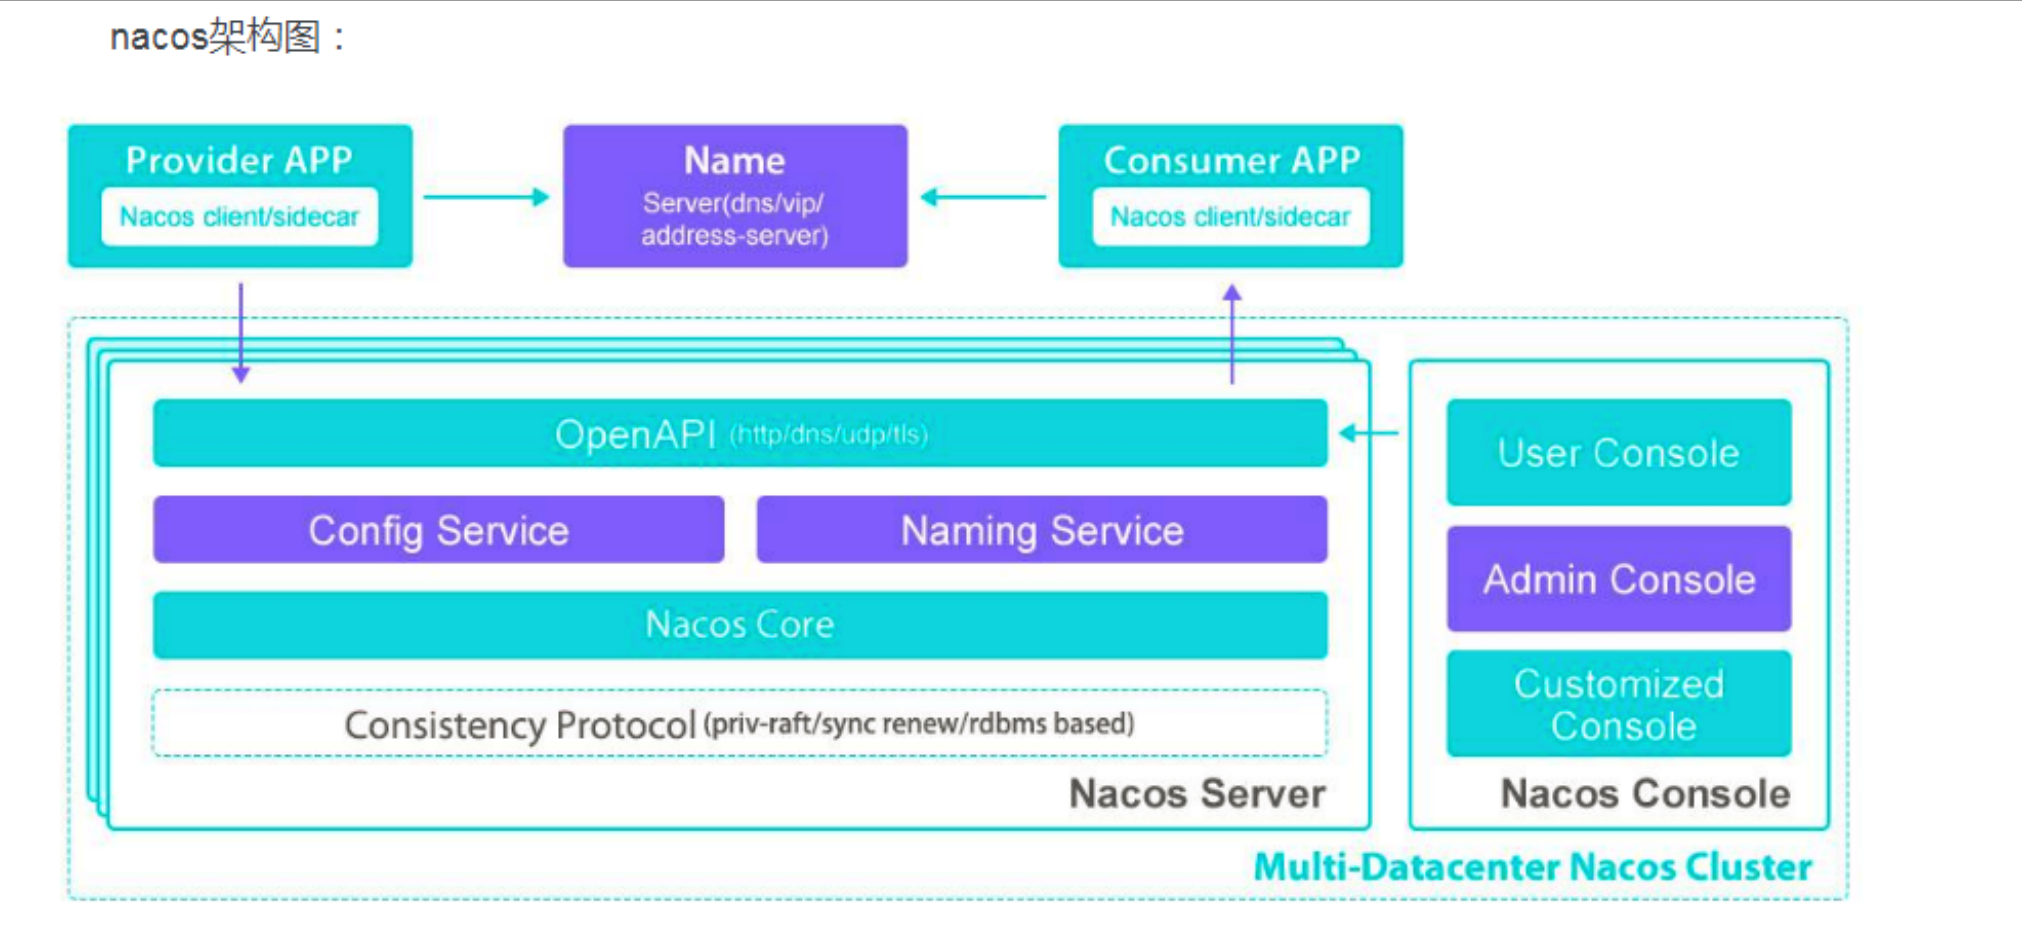 nacos架构图：
Provider APP
Nacos client/sidecar
Name
Server(dns/vip/
address-server)
Consumer APP
Nacos client/sidecar
OpenAPI (http/dns/udp/tls)
Config Service
Naming Service
Nacos Core
Consistency Protocol (priv-raft/sync renew/rdbms based)
Nacos Server
User Console
Admin Console
Customized
Console
Nacos Console
Multi-Datacenter Nacos Cluster